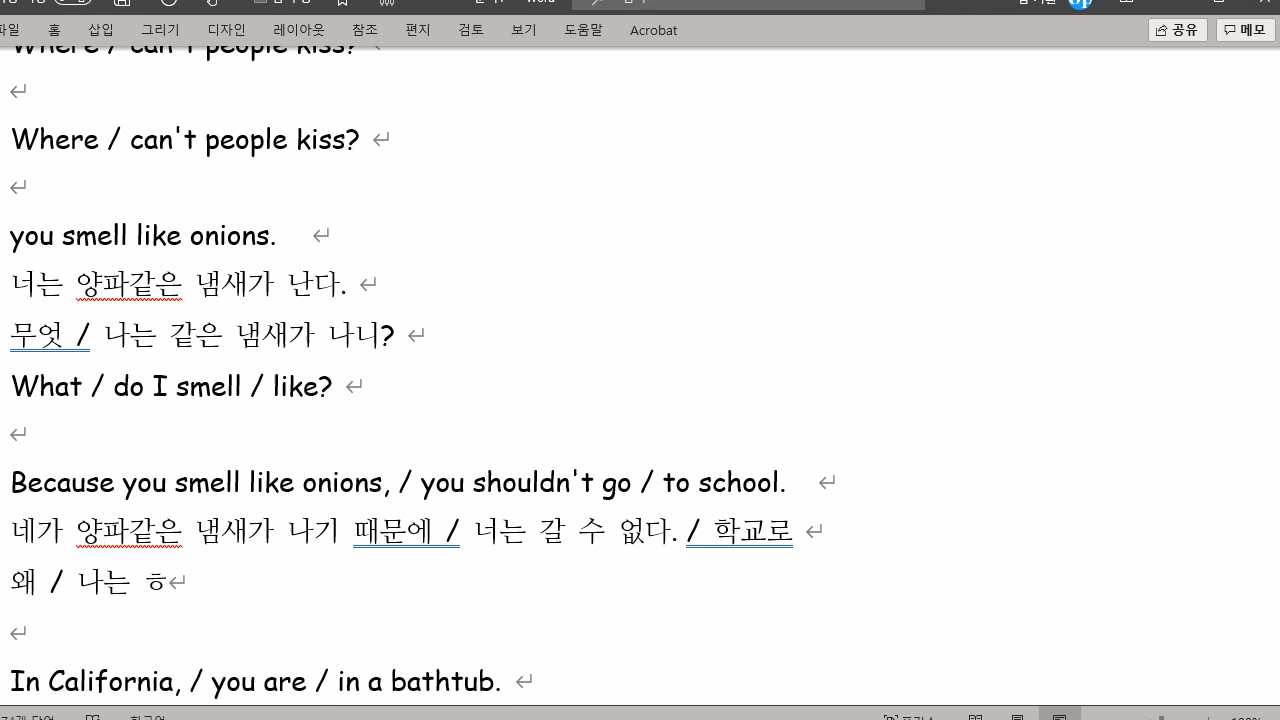 Word
파일 홈 삽입 그리기 디자인 레이아웃 참조 편지 검토 보기 도움말 Acrobat 공유 메모
Where / can't people kiss?
Where / can't people kiss?
you smell like onions.
너는 양파같은 냄새가 난다.
무엇 / 나는 같은 냄새가 나니?
What / do I smell / like?
Because you smell like onions, / you shouldn't go / to school.
네가 양파같은 냄새가 나기 때문에 / 너는 갈 수 없다. / 학교로
왜 / 나는 ㅎ
In California, / you are / in a bathtub.